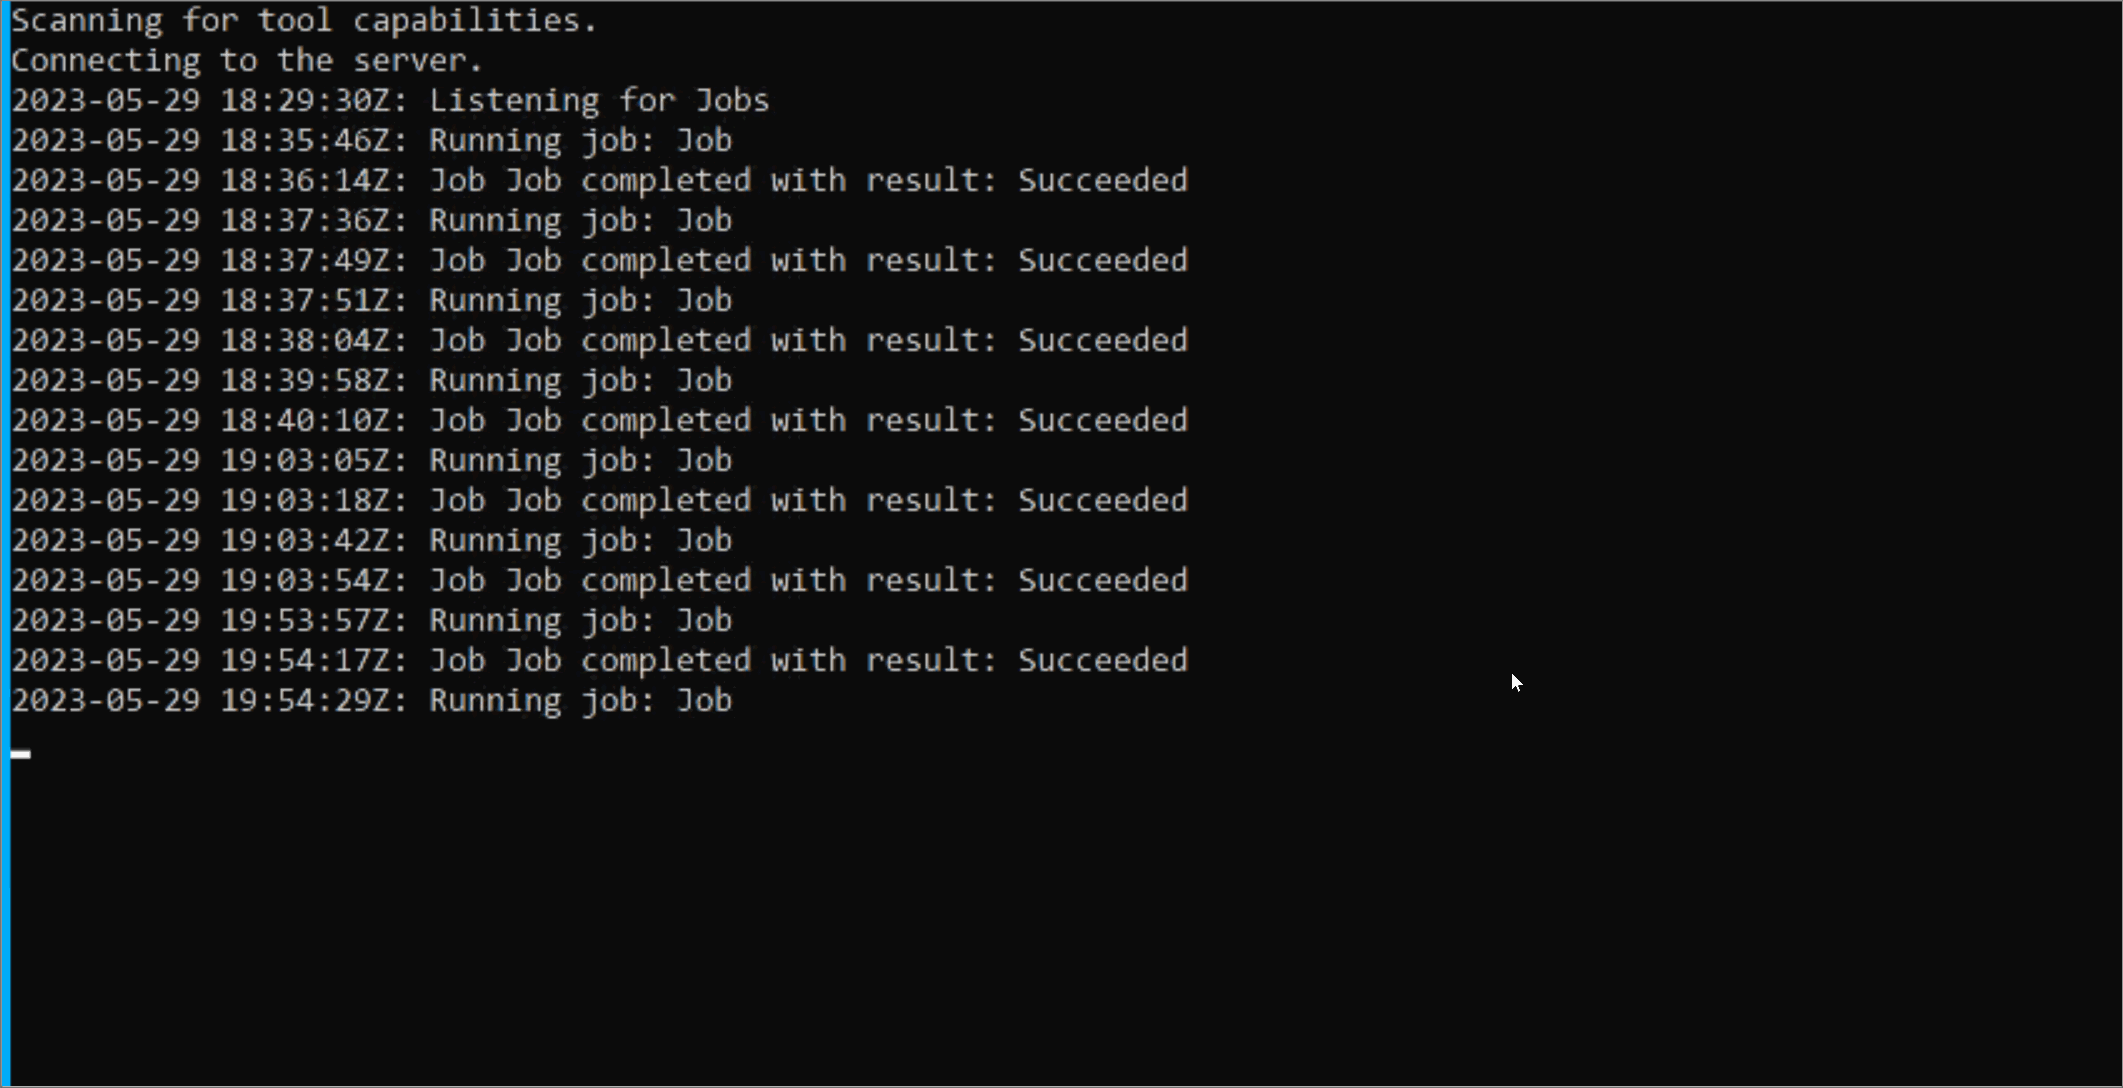 Scanning for tool capabilities.
Connecting to the server.
2023-05-29 18:29:30Z: Listening for Jobs
2023-05-29 18:35:46Z: Running job: Job
2023-05-29 18:36:14Z: Job Job completed with result: Succeeded
2023-05-29 18:37:36Z: Running job: Job
2023-05-29 18:37:49Z: Job Job completed with result: Succeeded
2023-05-29 18:37:51Z: Running job: Job
2023-05-29 18:38:04Z: Job Job completed with result: Succeeded
2023-05-29 18:39:58Z: Running job: Job
2023-05-29 18:40:10Z: Job Job completed with result: Succeeded
2023-05-29 19:03:05Z: Running job: Job
2023-05-29 19:03:18Z: Job Job completed with result: Succeeded
2023-05-29 19:03:42Z: Running job: Job
2023-05-29 19:03:54Z: Job Job completed with result: Succeeded
2023-05-29 19:53:57Z: Running job: Job
2023-05-29 19:54:17Z: Job Job completed with result: Succeeded
2023-05-29 19:54:29Z: Running job: Job